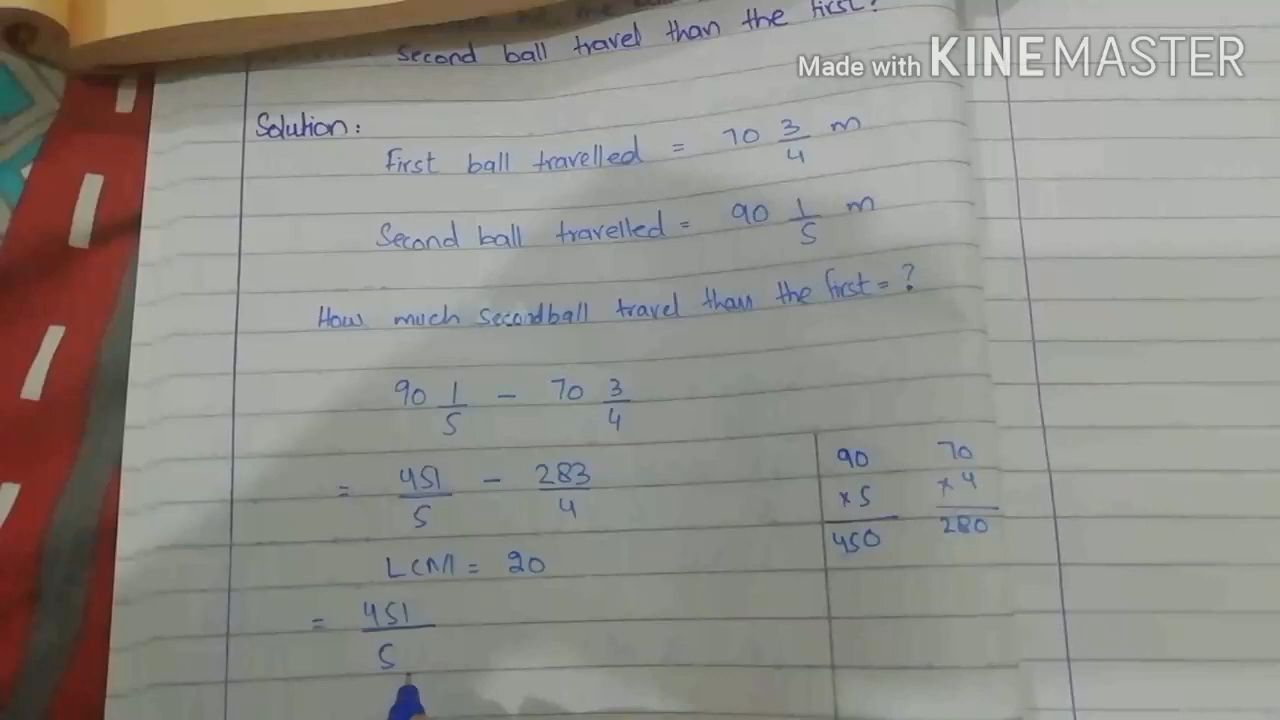 second ball travel than the first?
Made with KINEMASTER
Solution:
First ball travelled = 70 3/4 m
Second ball travelled = 90 1/5 m
How much second ball travel than the first = ?
90 1/5 - 70 3/4
= 451/5 - 283/4
90 70
×5 ×4
450 280
LCM = 20
= 451/5